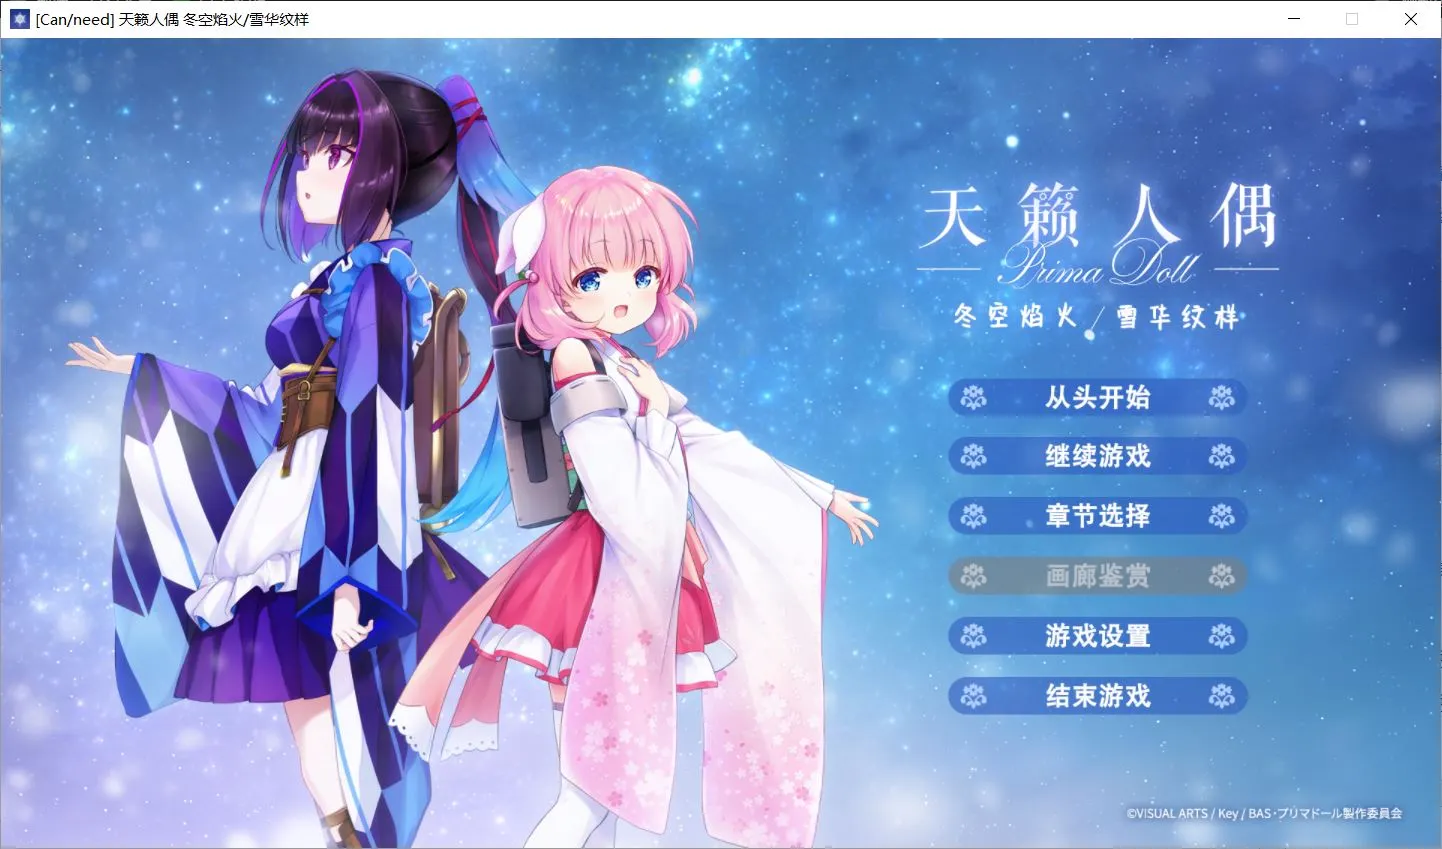 [Can/need] 天籁人偶 冬空焰火/雪华纹样
天籁人偶
Prima Doll
冬空焰火/雪华纹样
从头开始
继续游戏
章节选择
画廊鉴赏
游戏设置
结束游戏
©VISUAL ARTS / Key / BAS・プリマドール製作委員会